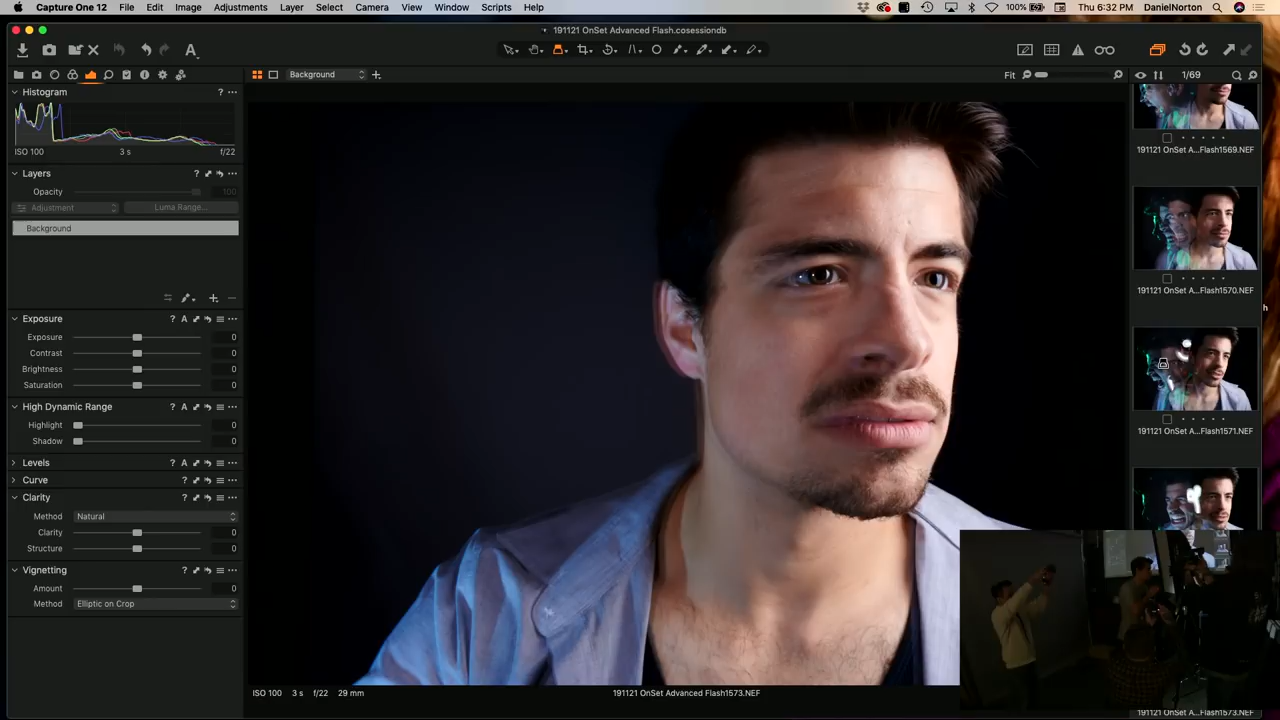 Capture One 12 File Edit Image Adjustments Layer Select Camera View Window Scripts Help 100% Thu 6:32 PM DanielNorton
191121 OnSet Advanced Flash.cosessiondb
Background Fit 1/69
Histogram
ISO 100 3 s f/22
Layers
Opacity 100
Adjustment Luma Range...
Background
Exposure
Exposure 0
Contrast 0
Brightness 0
Saturation 0
High Dynamic Range
Highlight 0
Shadow 0
Levels
Curve
Clarity
Method Natural
Clarity 0
Structure 0
Vignetting
Amount 0
Method Elliptic on Crop
ISO 100 3 s f/22 29 mm 191121 OnSet Advanced Flash1573.NEF
191121 OnSet A...Flash1569.NEF
191121 OnSet A...Flash1570.NEF
191121 OnSet A...Flash1571.NEF
191121 OnSet A...Flash1573.NEF